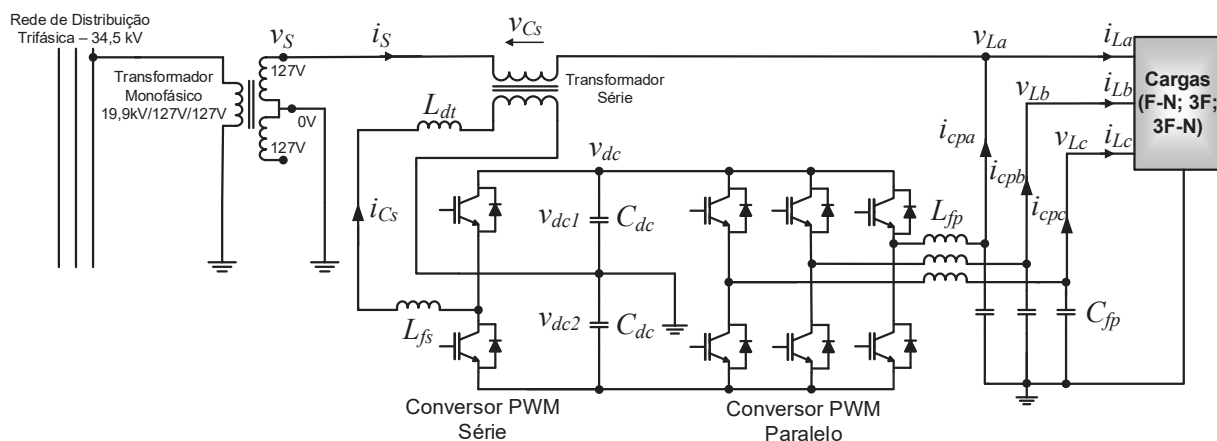 Rede de Distribuição
Trifásica – 34,5 kV
Transformador
Monofásico
19,9kV/127V/127V
v_S
127V
0V
127V
i_S
v_Cs
Transformador
Série
L_dt
i_Cs
L_fs
v_dc
v_dc1
C_dc
v_dc2
C_dc
Conversor PWM
Série
Conversor PWM
Paralelo
L_fp
C_fp
i_cpa
i_cpb
i_cpc
v_La
v_Lb
v_Lc
i_La
i_Lb
i_Lc
Cargas
(F-N; 3F;
3F-N)